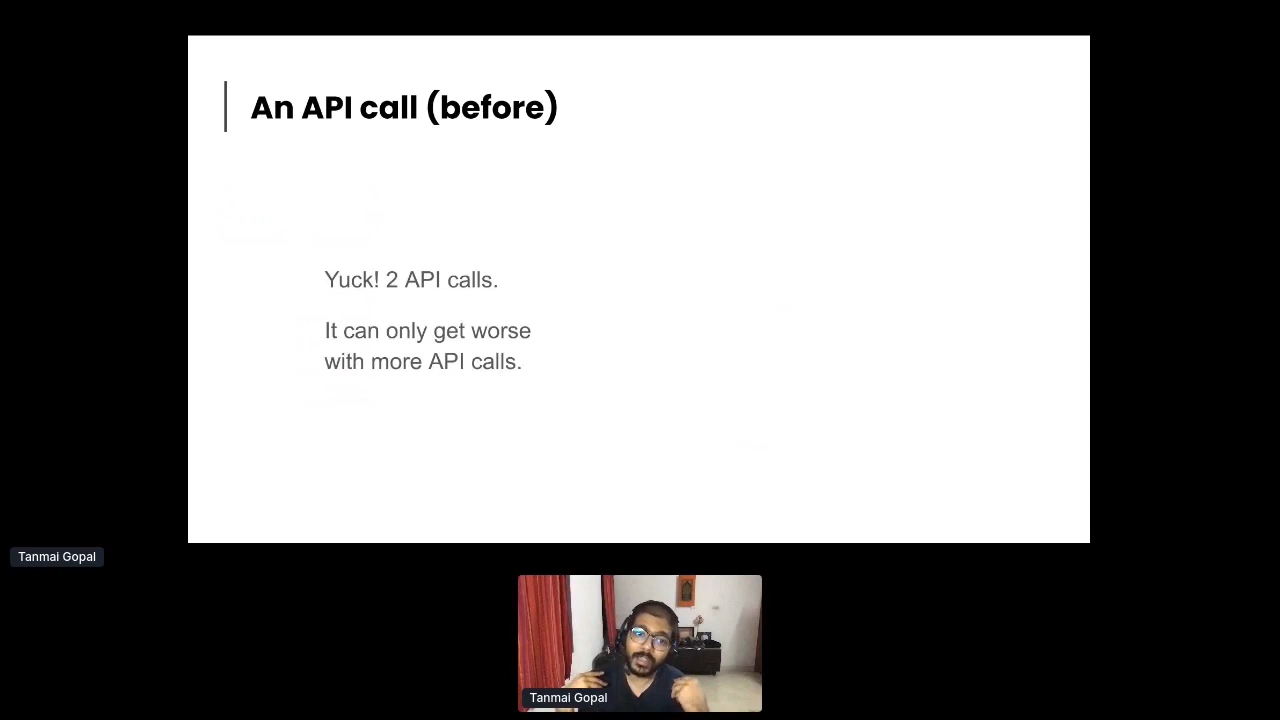 An API call (before)
Yuck! 2 API calls.
It can only get worse
with more API calls.
Tanmai Gopal
Tanmai Gopal